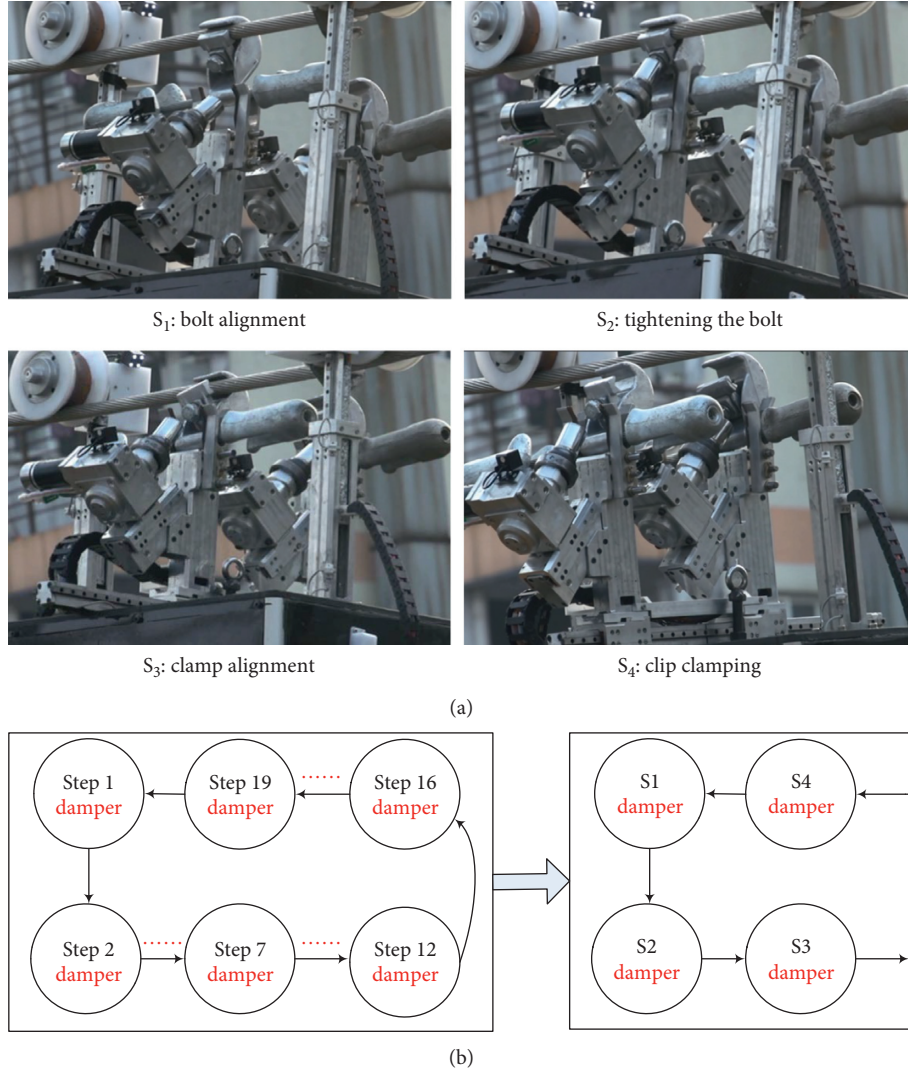 S₁: bolt alignment
S₂: tightening the bolt
S₃: clamp alignment
S₄: clip clamping
(a)
Step 1
damper
Step 19
damper
......
Step 16
damper
Step 2
damper
......
Step 7
damper
......
Step 12
damper
S1
damper
S4
damper
S2
damper
S3
damper
(b)